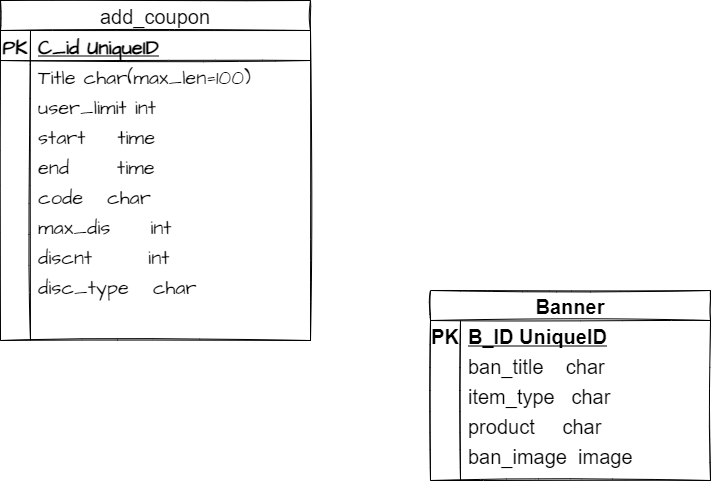 add_coupon
PK C_id UniqueID
Title char(max_len=100)
user_limit int
start time
end time
code char
max_dis int
discnt int
disc_type char
Banner
PK B_ID UniqueID
ban_title char
item_type char
product char
ban_image image